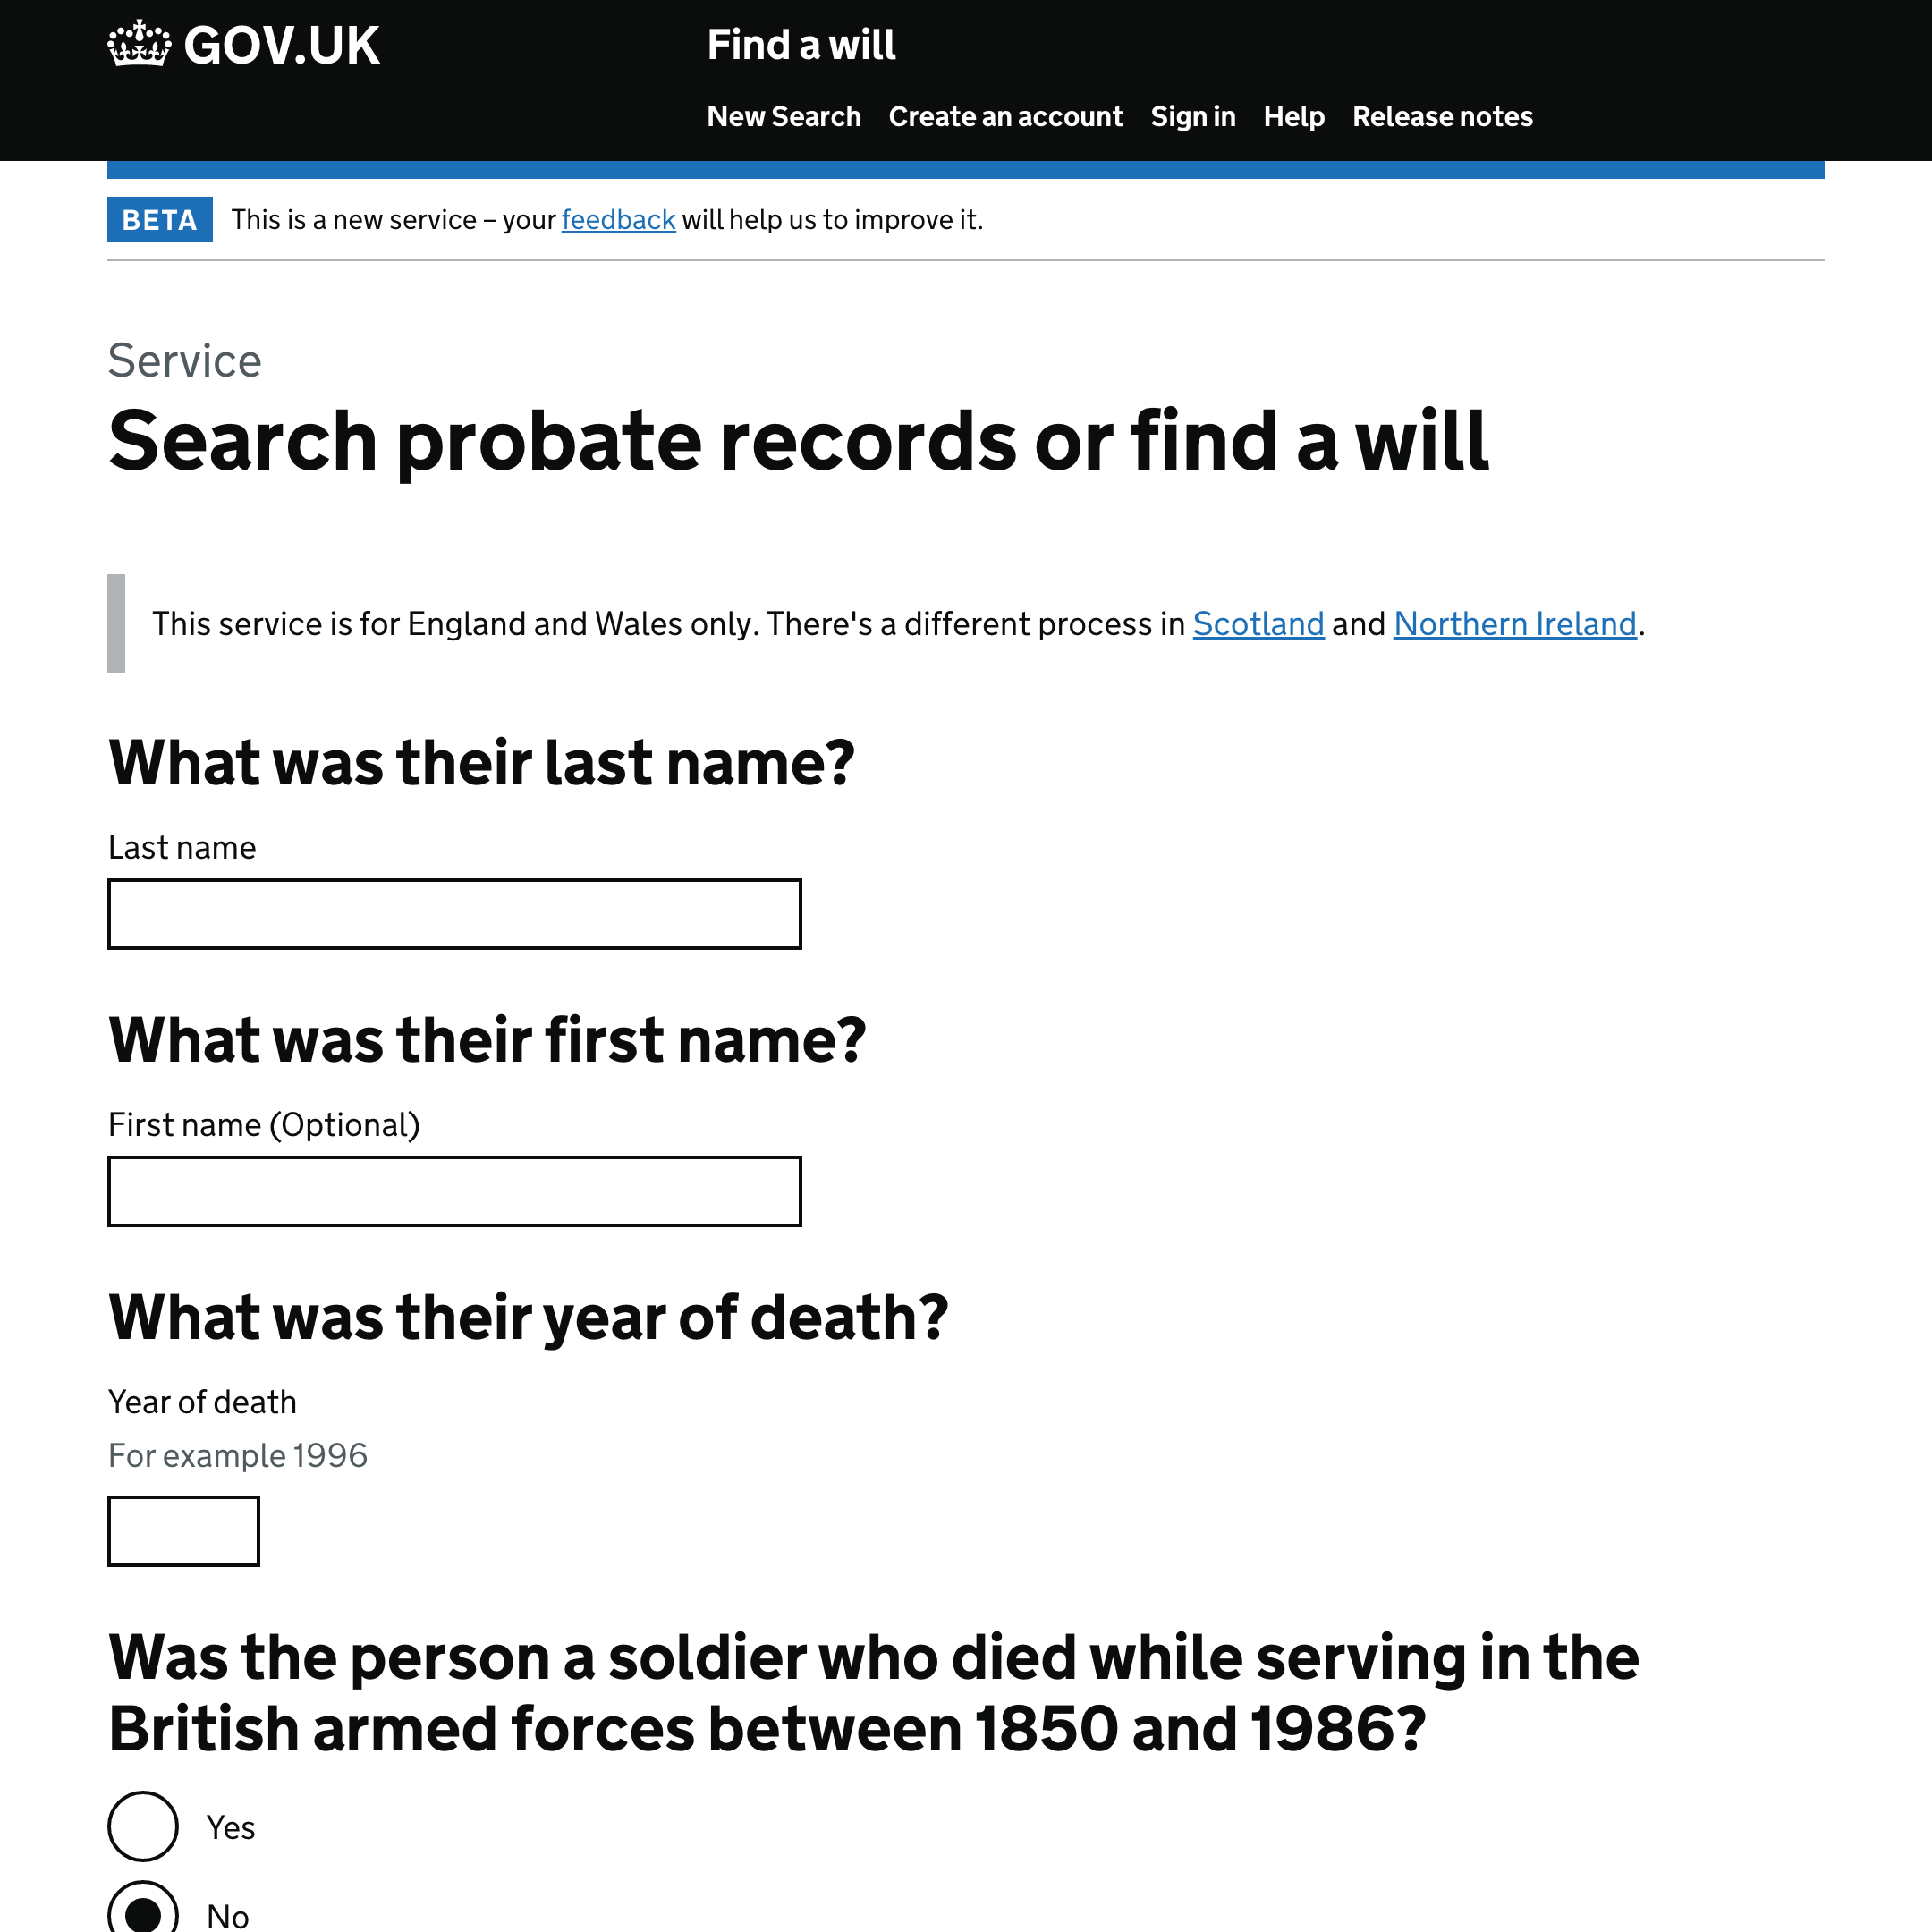 GOV.UK
Find a will
New Search Create an account Sign in Help Release notes
BETA This is a new service – your feedback will help us to improve it.
Service
Search probate records or find a will
This service is for England and Wales only. There's a different process in Scotland and Northern Ireland.
What was their last name?
Last name
What was their first name?
First name (Optional)
What was their year of death?
Year of death
For example 1996
Was the person a soldier who died while serving in the
British armed forces between 1850 and 1986?
Yes
No